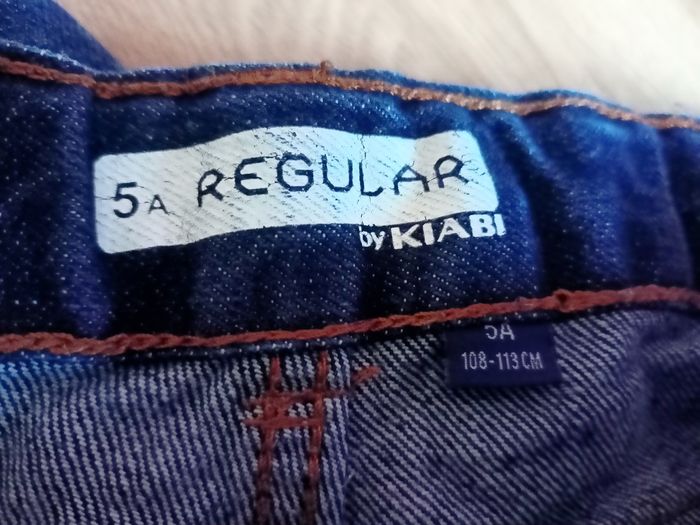 5A REGULAR
by KIABI
5A
108-113 CM